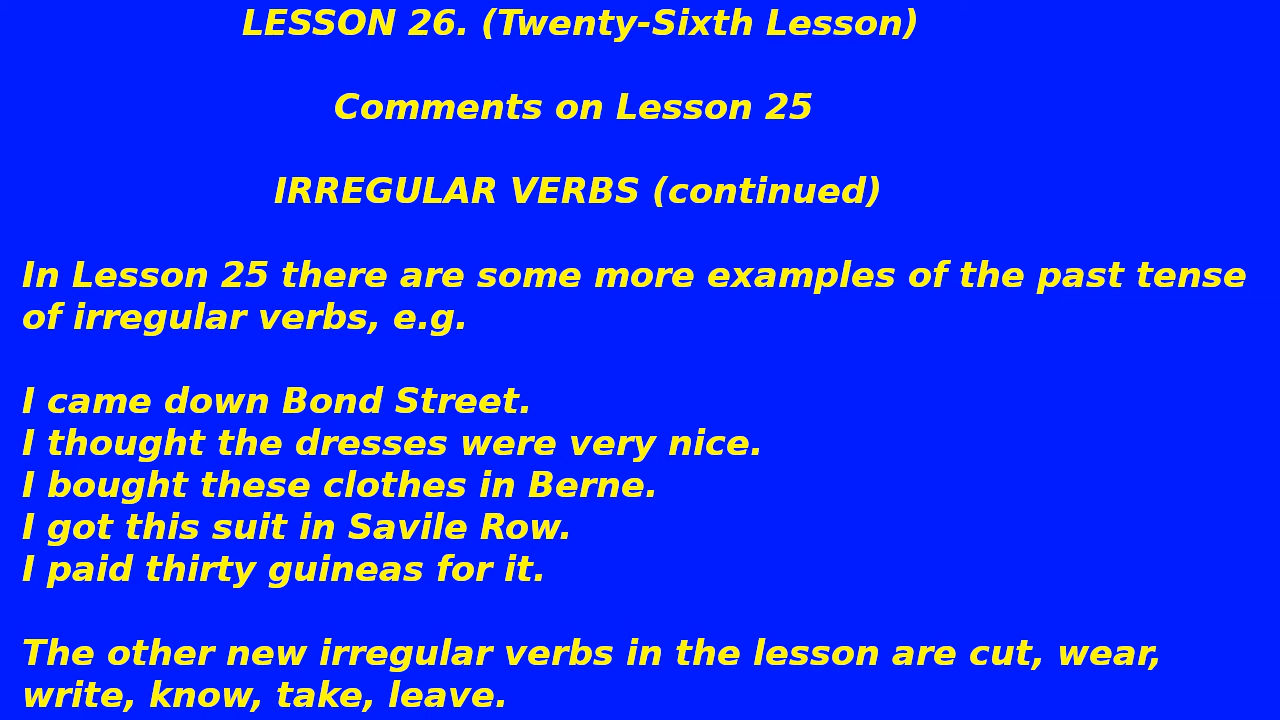 LESSON 26. (Twenty-Sixth Lesson)
Comments on Lesson 25
IRREGULAR VERBS (continued)
In Lesson 25 there are some more examples of the past tense
of irregular verbs, e.g.
I came down Bond Street.
I thought the dresses were very nice.
I bought these clothes in Berne.
I got this suit in Savile Row.
I paid thirty guineas for it.
The other new irregular verbs in the lesson are cut, wear,
write, know, take, leave.